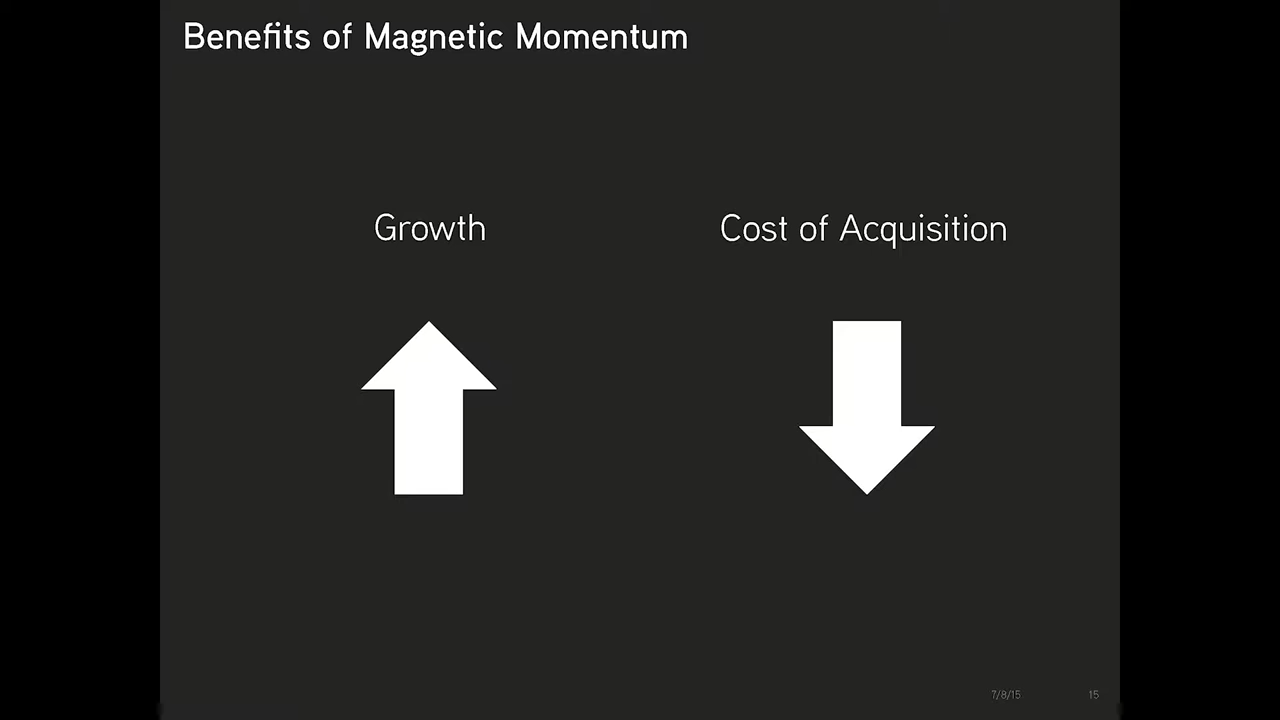 Benefits of Magnetic Momentum
Growth
Cost of Acquisition
7/8/15
15